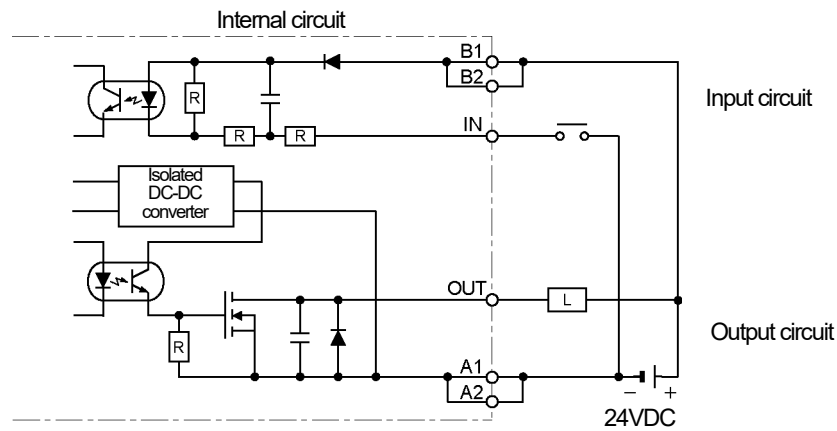 Internal circuit
B1
B2
R
Input circuit
IN
R
R
Isolated
DC-DC
converter
OUT
L
Output circuit
R
A1
A2
− +
24VDC